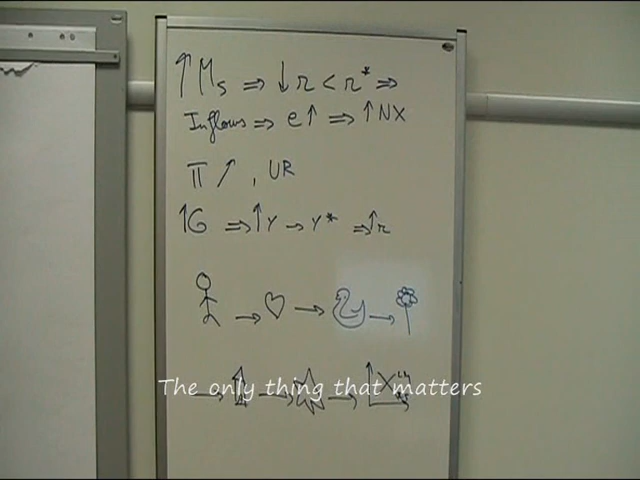 ↑Ms ⇒ ↓r < r* ⇒
Inflows ⇒ e↑ ⇒ ↑NX
π ↗, UR
↑G ⇒ ↑Y → Y* ⇒ ↑r
The only thing that matters